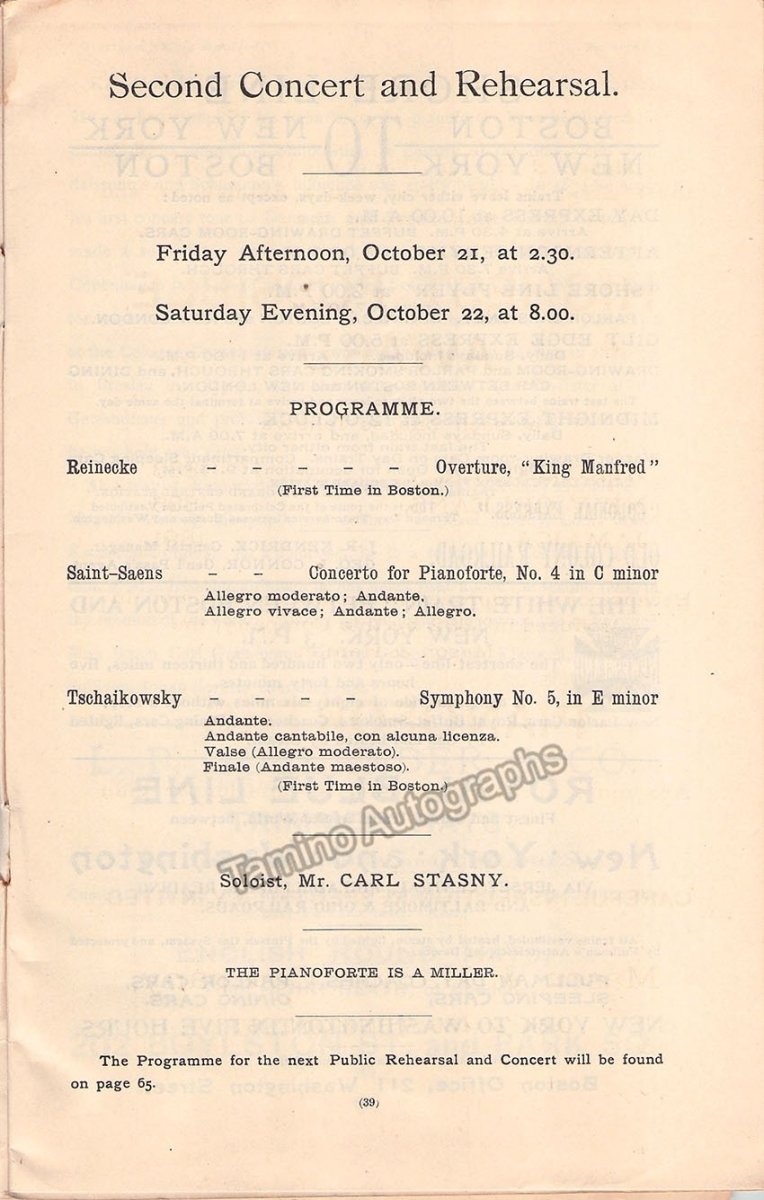 Second Concert and Rehearsal.
Friday Afternoon, October 21, at 2.30.
Saturday Evening, October 22, at 8.00.
PROGRAMME.
Reinecke – – – – – Overture, "King Manfred"
(First Time in Boston.)
Saint-Saens – – Concerto for Pianoforte, No. 4 in C minor
Allegro moderato; Andante.
Allegro vivace; Andante; Allegro.
Tschaikowsky – – – – Symphony No. 5, in E minor
Andante.
Andante cantabile, con alcuna licenza.
Valse (Allegro moderato).
Finale (Andante maestoso).
(First Time in Boston.)
Tamino Autographs
Soloist, Mr. CARL STASNY.
THE PIANOFORTE IS A MILLER.
The Programme for the next Public Rehearsal and Concert will be found
on page 65.
(39)